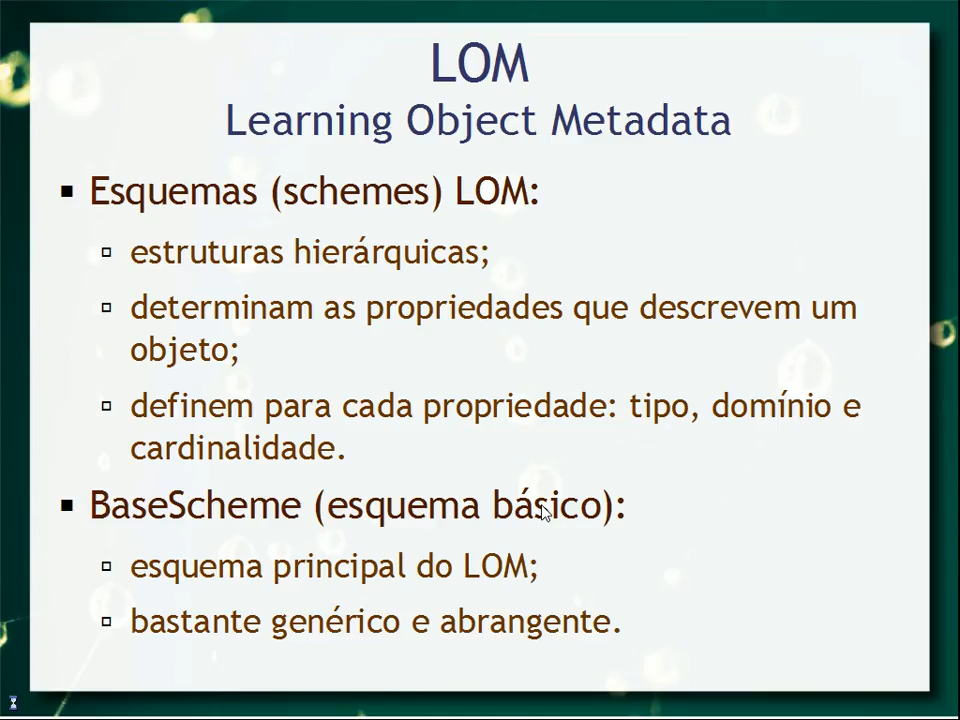 LOM
Learning Object Metadata
Esquemas (schemes) LOM:
estruturas hierárquicas;
determinam as propriedades que descrevem um
objeto;
definem para cada propriedade: tipo, domínio e
cardinalidade.
BaseScheme (esquema básico):
esquema principal do LOM;
bastante genérico e abrangente.